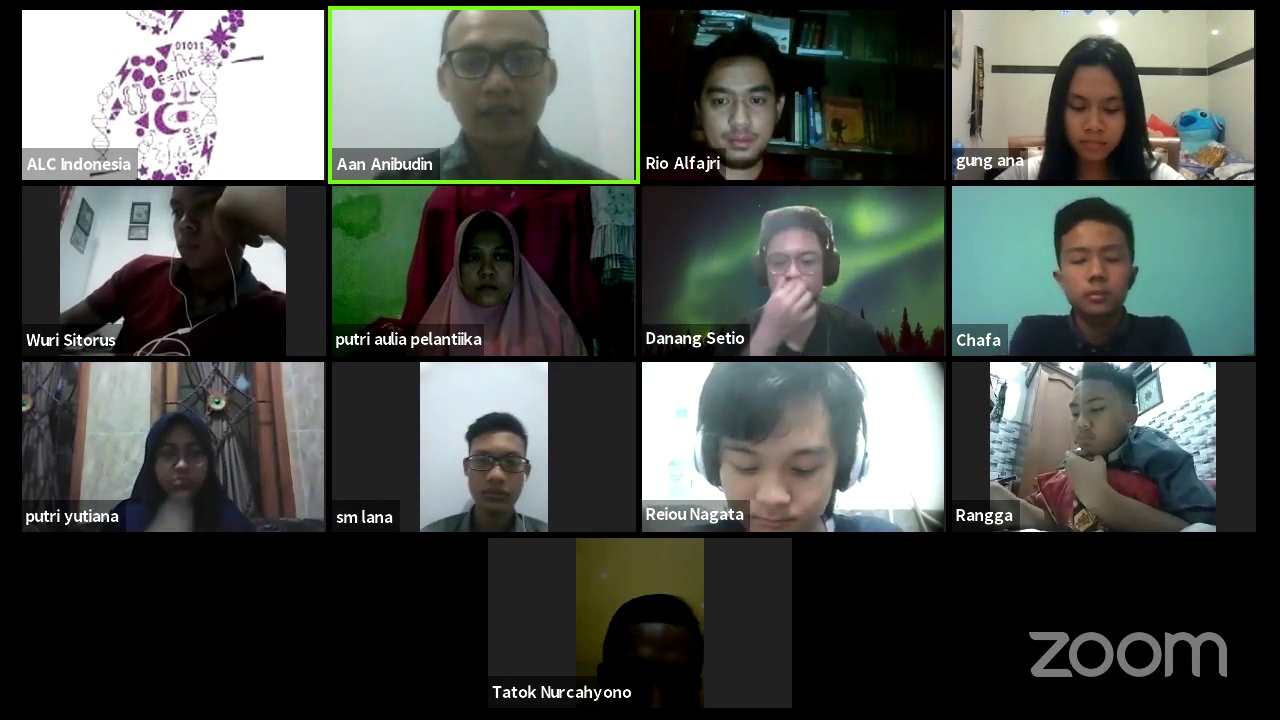 01011
E=mc
ALC Indonesia
Aan Anibudin
Rio Alfajri
gung ana
Wuri Sitorus
putri aulia pelantiika
Danang Setio
Chafa
putri yutiana
sm lana
Reiou Nagata
Rangga
Tatok Nurcahyono
zoom